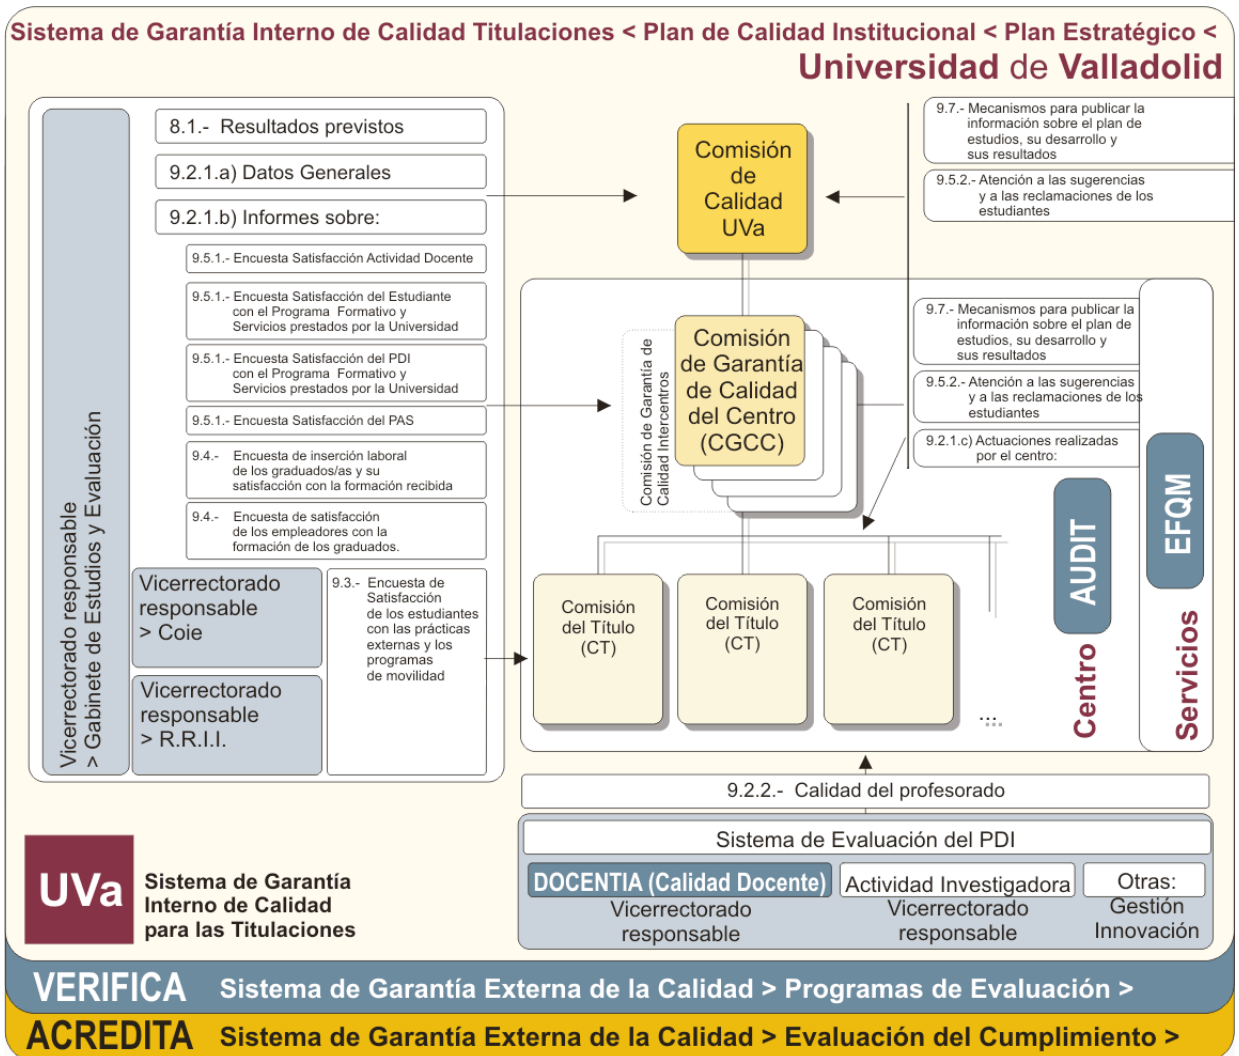 Sistema de Garantía Interno de Calidad Titulaciones < Plan de Calidad Institucional < Plan Estratégico <
Universidad de Valladolid
Vicerrectorado responsable
> Gabinete de Estudios y Evaluación
8.1.- Resultados previstos
9.2.1.a) Datos Generales
9.2.1.b) Informes sobre:
9.5.1.- Encuesta Satisfacción Actividad Docente
9.5.1.- Encuesta Satisfacción del Estudiante
con el Programa Formativo y
Servicios prestados por la Universidad
9.5.1.- Encuesta Satisfacción del PDI
con el Programa Formativo y
Servicios prestados por la Universidad
9.5.1.- Encuesta Satisfacción del PAS
9.4.- Encuesta de inserción laboral
de los graduados/as y su
satisfacción con la formación recibida
9.4.- Encuesta de satisfacción
de los empleadores con la
formación de los graduados.
Vicerrectorado
responsable
> Coie
Vicerrectorado
responsable
> R.R.I.I.
9.3.- Encuesta de
Satisfacción
de los estudiantes
con las prácticas
externas y los
programas
de movilidad
Comisión
de
Calidad
UVa
9.7.- Mecanismos para publicar la
información sobre el plan de
estudios, su desarrollo y
sus resultados
9.5.2.- Atención a las sugerencias
y a las reclamaciones de los
estudiantes
Comisión de Garantía de
Calidad Intercentros
Comisión
de Garantía
de Calidad
del Centro
(CGCC)
9.7.- Mecanismos para publicar la
información sobre el plan de
estudios, su desarrollo y
sus resultados
9.5.2.- Atención a las sugerencias
y a las reclamaciones de los
estudiantes
9.2.1.c) Actuaciones realizadas
por el centro:
Comisión
del Título
(CT)
Comisión
del Título
(CT)
Comisión
del Título
(CT)
...
AUDIT
Centro
EFQM
Servicios
9.2.2.- Calidad del profesorado
Sistema de Evaluación del PDI
DOCENTIA (Calidad Docente)
Vicerrectorado
responsable
Actividad Investigadora
Vicerrectorado
responsable
Otras:
Gestión
Innovación
UVa
Sistema de Garantía
Interno de Calidad
para las Titulaciones
VERIFICA Sistema de Garantía Externa de la Calidad > Programas de Evaluación >
ACREDITA Sistema de Garantía Externa de la Calidad > Evaluación del Cumplimiento >